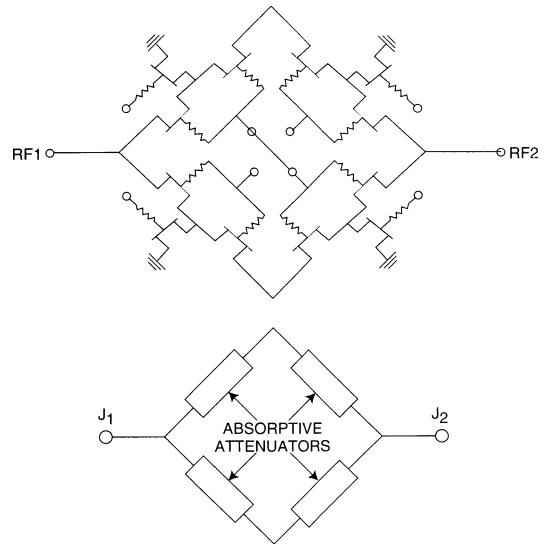 RF1
RF2
J1
J2
ABSORPTIVE
ATTENUATORS